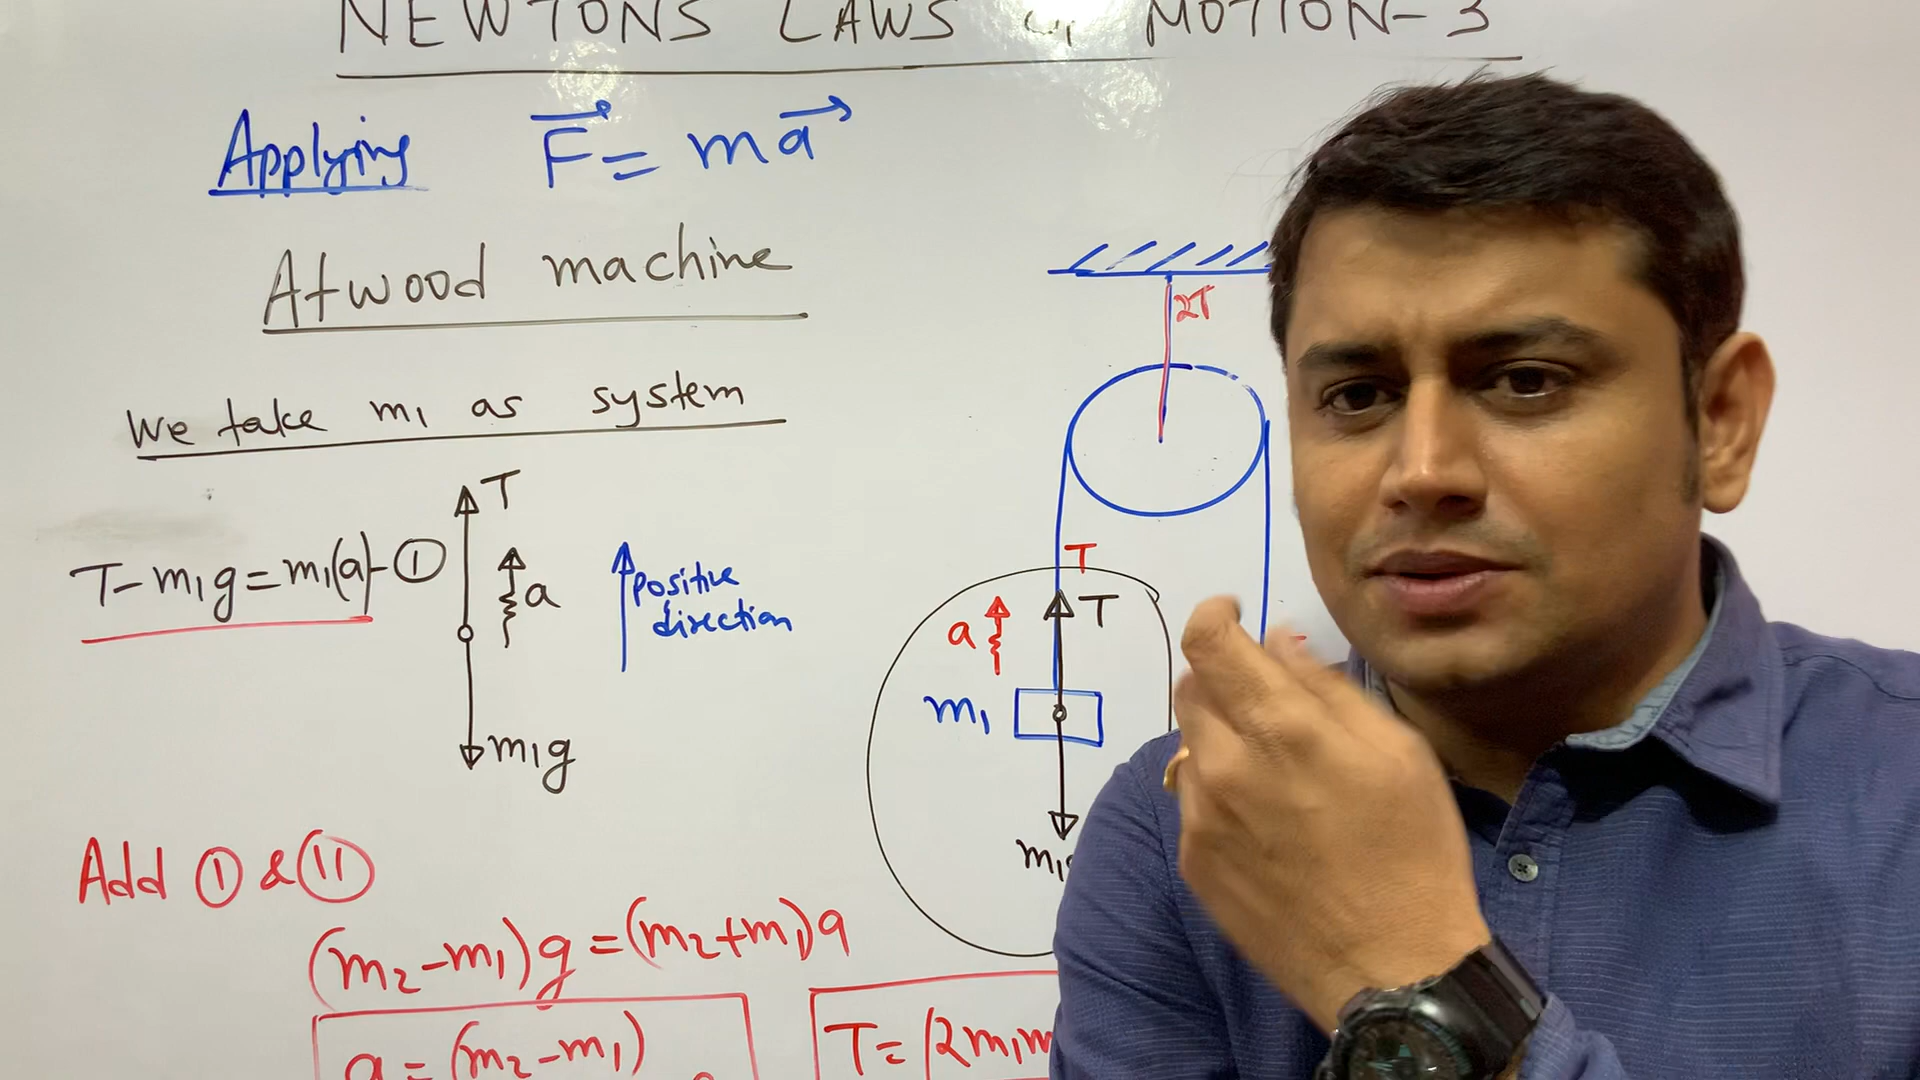 NEWTONS LAWS MOTION-3
Applying F = ma
Atwood machine
We take m₁ as system
T
T-m₁g=m₁(a)-①
a
positive
direction
m₁g
2T
T
T
a
m₁
Add ① & ⑪
(m₂-m₁)g=(m₂+m₁)a
a=(m₂-m₁)
T=